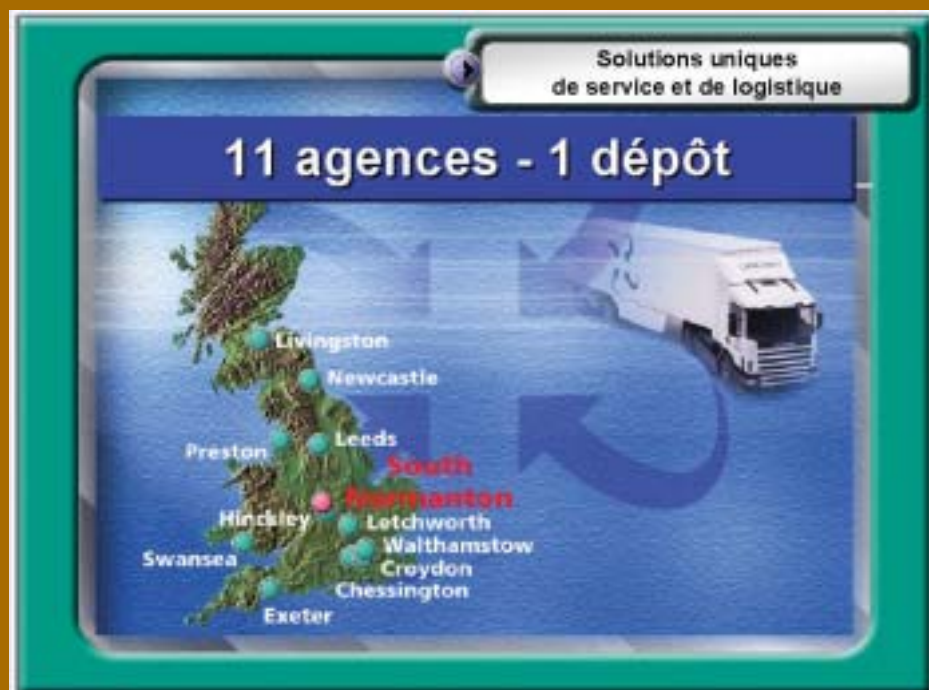 Solutions uniques
de service et de logistique
11 agences - 1 dépôt
Livingston
Newcastle
Preston
Leeds
South
Normanton
Hinckley
Letchworth
Swansea
Walthamstow
Croydon
Chessington
Exeter